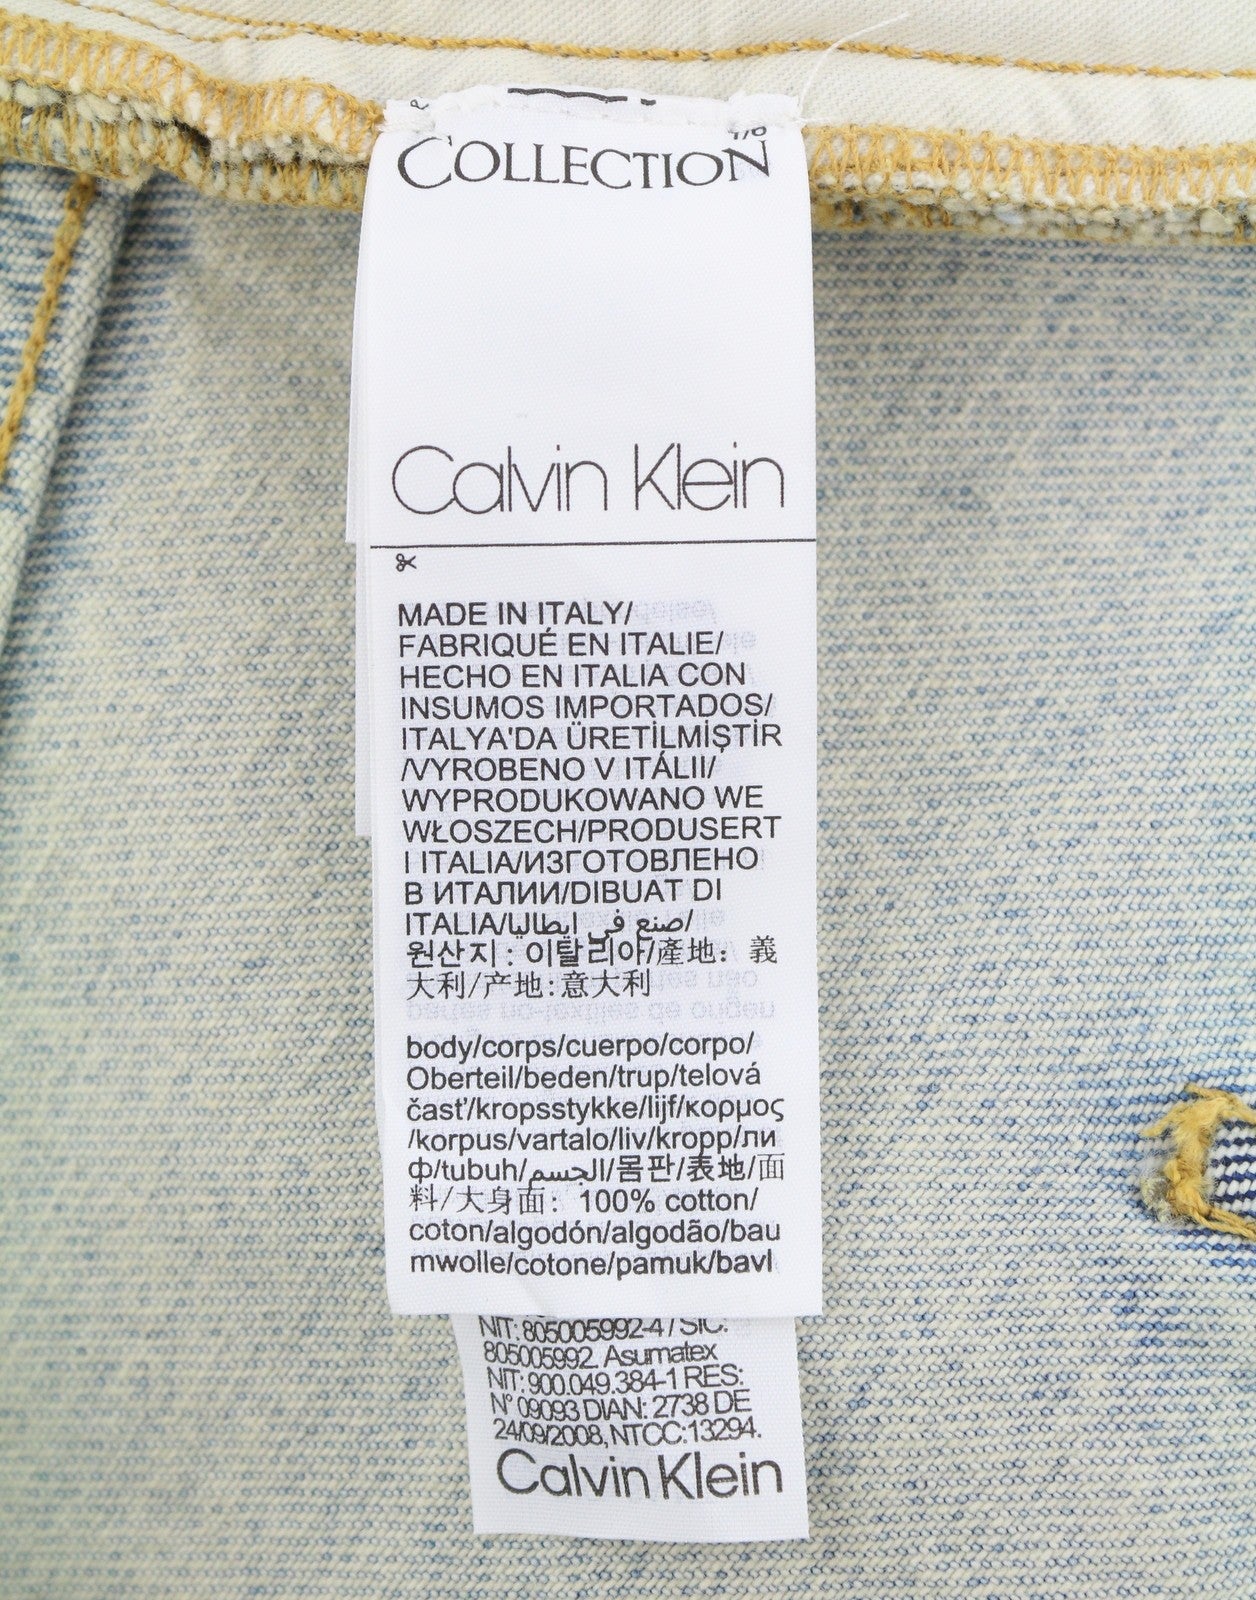 1/6
COLLECTION
Calvin Klein
MADE IN ITALY/
FABRIQUÉ EN ITALIE/
HECHO EN ITALIA CON
INSUMOS IMPORTADOS/
ITALYA'DA ÜRETİLMİŞTİR
/VYROBENO V ITÁLII/
WYPRODUKOWANO WE
WŁOSZECH/PRODUSERT
I ITALIA/ИЗГОТОВЛЕНО
В ИТАЛИИ/DIBUAT DI
ITALIA/صنع في إيطاليا/
원산지: 이탈리아/產地: 義
大利/产地:意大利
body/corps/cuerpo/corpo/
Oberteil/beden/trup/telová
časť/kropsstykke/lijf/κορμος
/korpus/vartalo/liv/kropp/ли
ф/tubuh/الجسم/몸판/表地/面
料/大身面: 100% cotton/
coton/algodón/algodão/bau
mwolle/cotone/pamuk/bavl
NIT: 805005992-4 / SIC:
805005992. Asumatex
NIT: 900.049.384-1 RES:
N° 09093 DIAN: 2738 DE
24/09/2008, NTCC:13294.
Calvin Klein